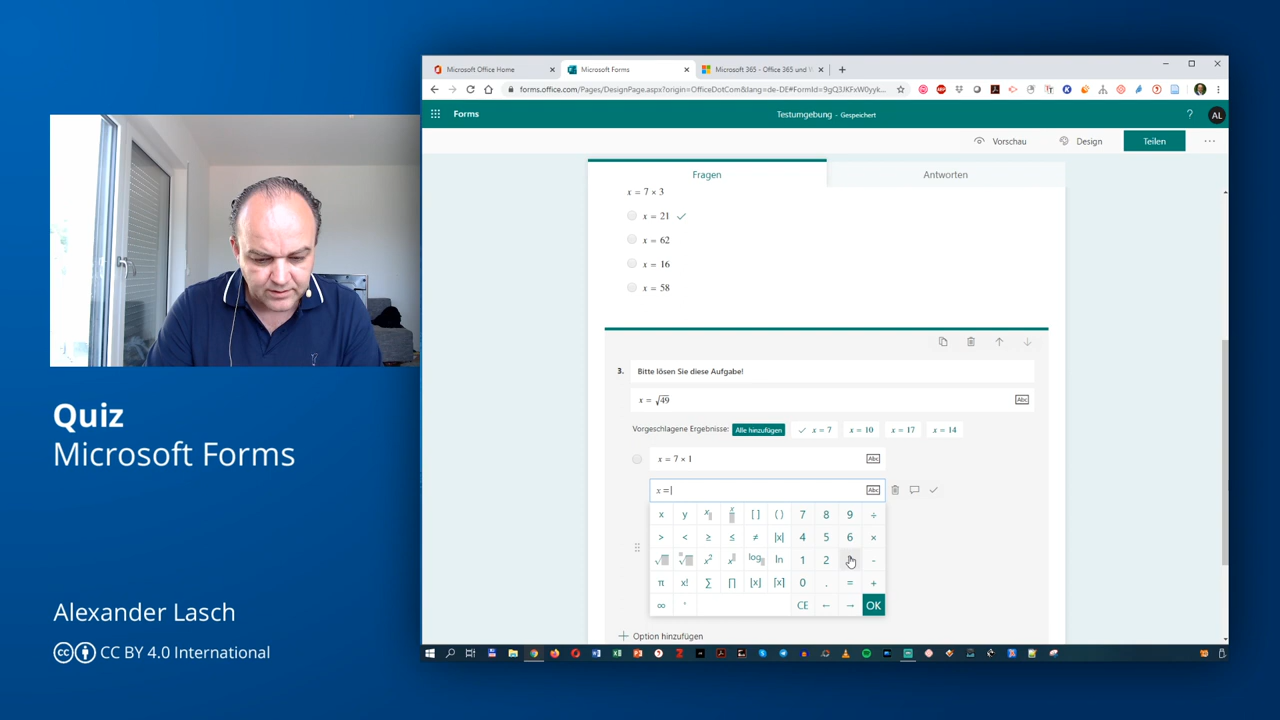 Microsoft Office Home
Microsoft Forms
Microsoft 365 - Office 365 und
forms.office.com/Pages/DesignPage.aspx?origin=OfficeDotCom&lang=de-DE#FormId=9gQ3JKFxW0yyk...
Forms
Testumgebung - Gespeichert
? AL
Vorschau
Design
Teilen
...
Fragen
Antworten
x = 7 × 3
x = 21
x = 62
x = 16
x = 58
3. Bitte lösen Sie diese Aufgabe!
x = √49 Abc
Vorgeschlagene Ergebnisse: Alle hinzufügen x = 7 x = 10 x = 17 x = 14
x = 7 × 1 Abc
x = Abc
x y x x [ ] ( ) 7 8 9 ÷
> < ≥ ≤ ≠ |x| 4 5 6 ×
√ √ x² x log ln 1 2 -
π x! ∑ ∏ ⌊x⌋ ⌈x⌉ 0 . = +
∞ ° CE ← → OK
Option hinzufügen
Quiz
Microsoft Forms
Alexander Lasch
CC BY 4.0 International